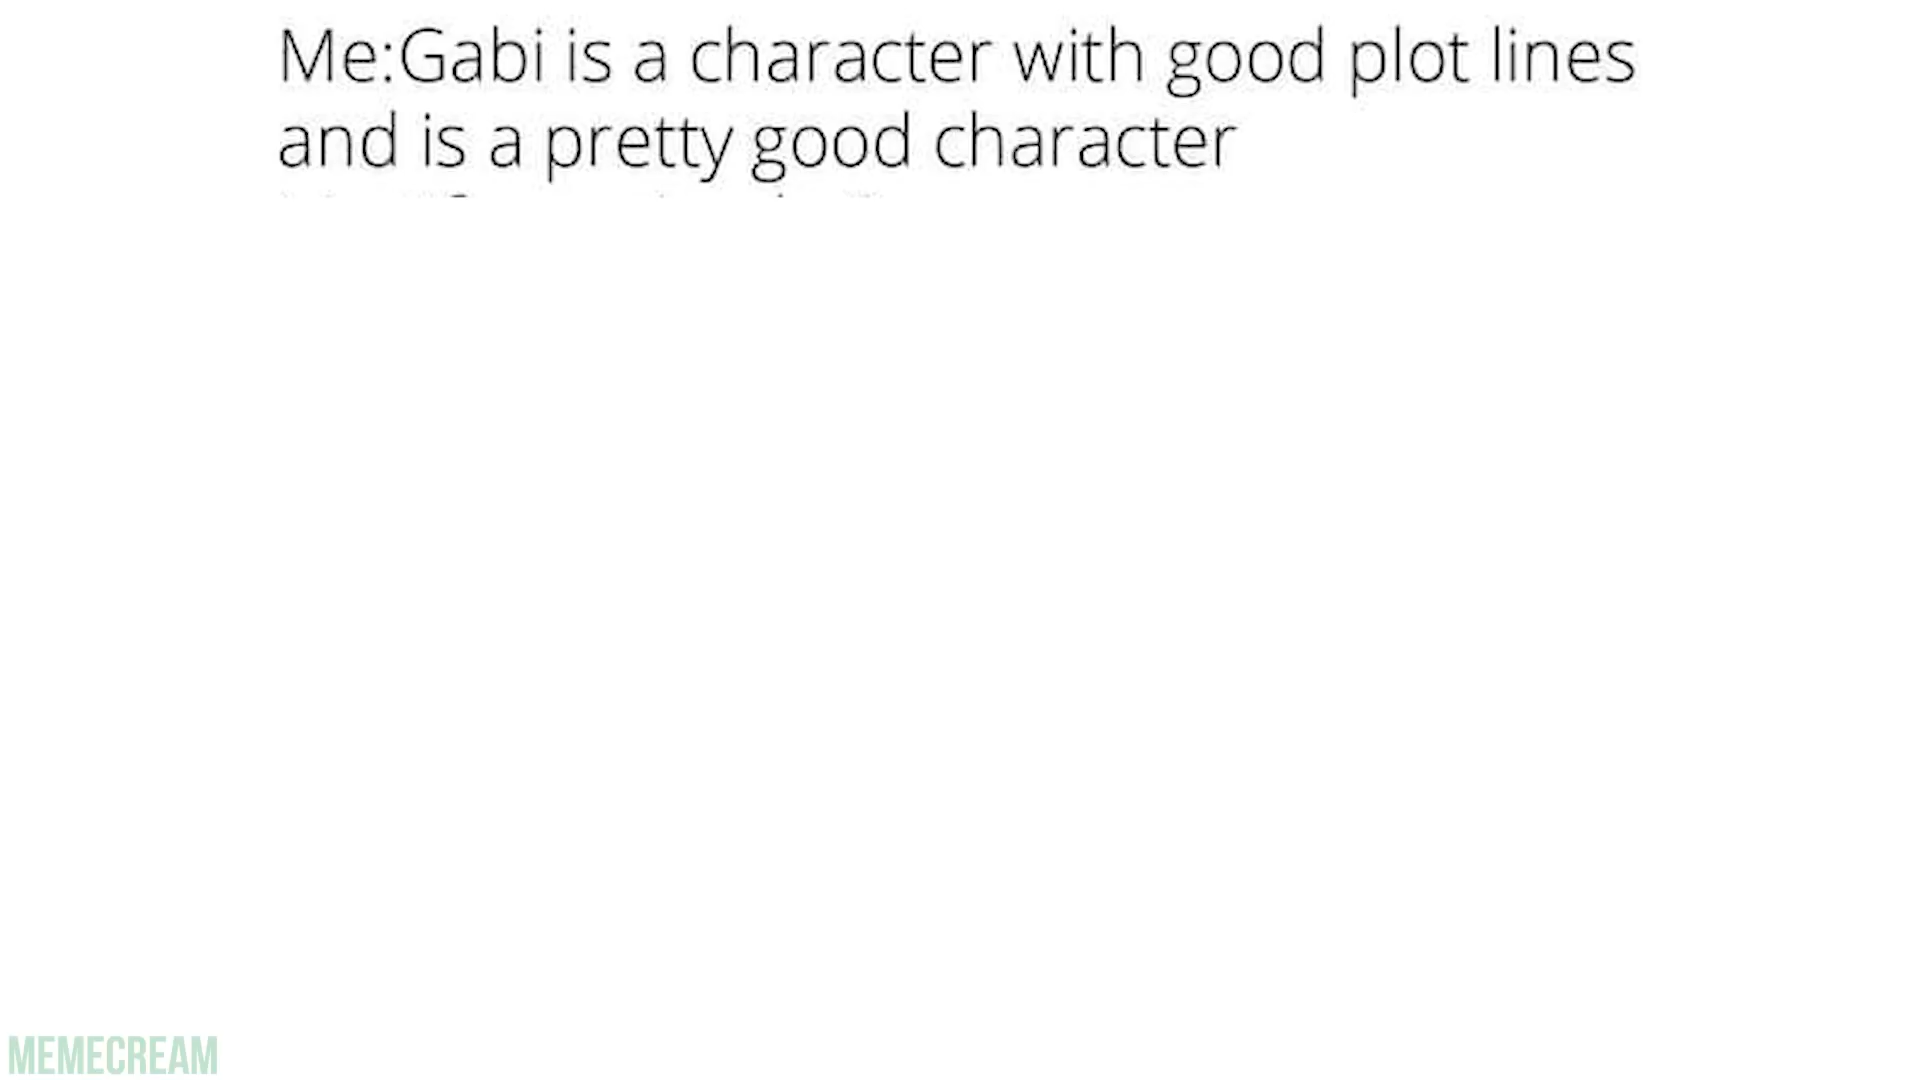 Me:Gabi is a character with good plot lines
and is a pretty good character
MEMECREAM